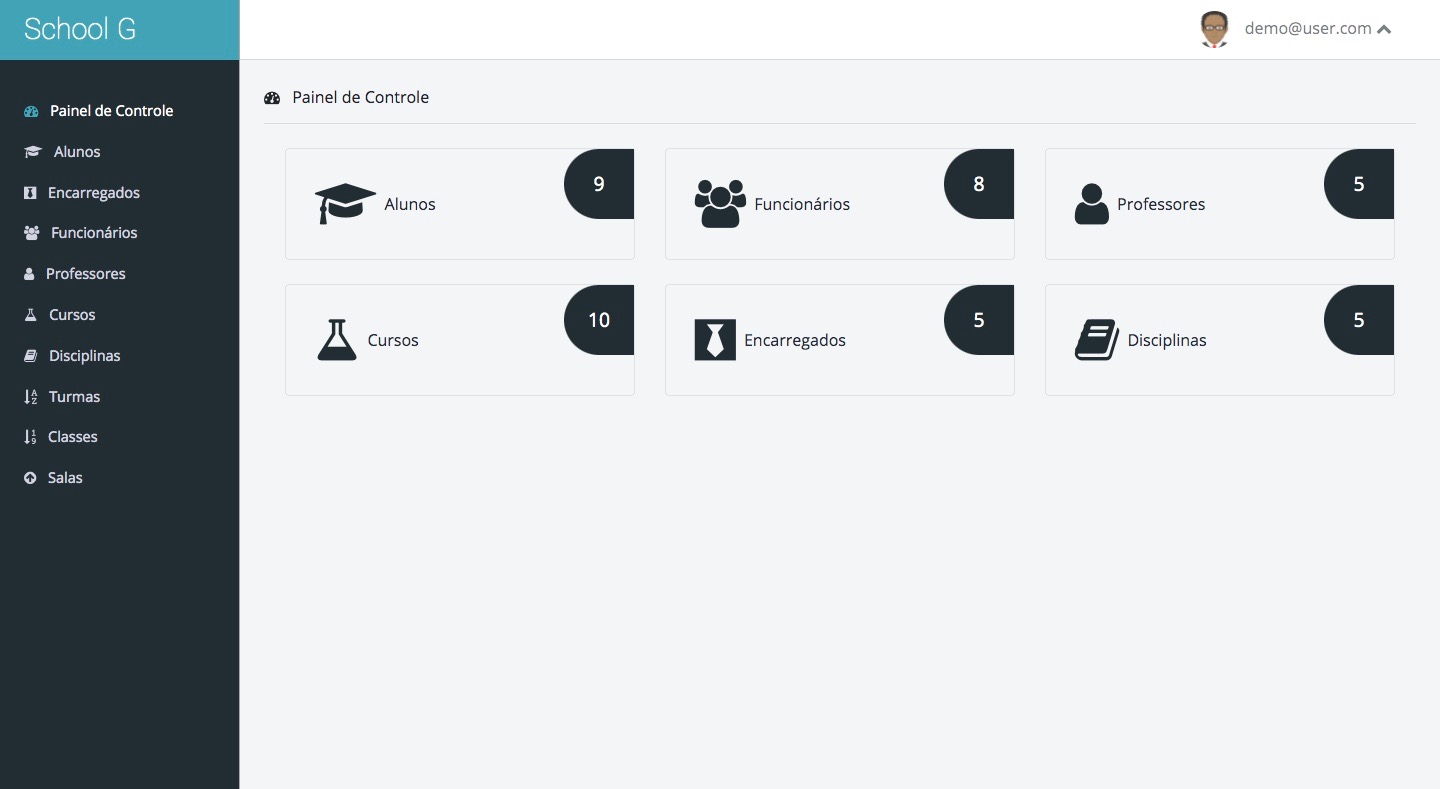 School G
demo@user.com
Painel de Controle
Alunos
Encarregados
Funcionários
Professores
Cursos
Disciplinas
Turmas
Classes
Salas
Painel de Controle
Alunos
9
Funcionários
8
Professores
5
Cursos
10
Encarregados
5
Disciplinas
5